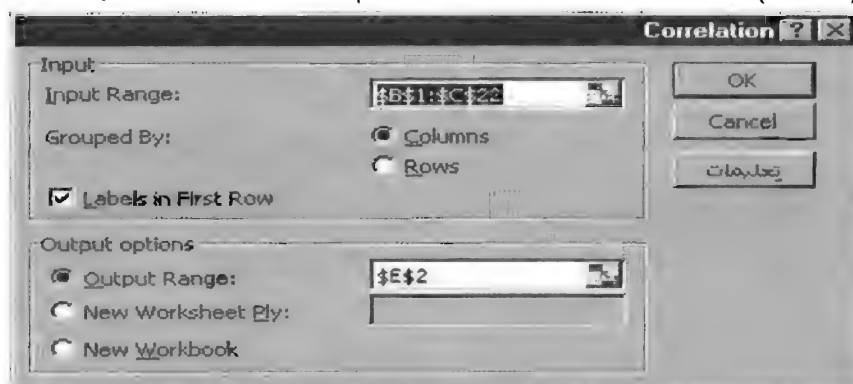 Correlation ? ×
Input
Input Range: $B$1:$C$22
Grouped By: Columns
Rows
Labels in First Row
Output options
Output Range: $E$2
New Worksheet Ply:
New Workbook
OK
Cancel
تعليمات